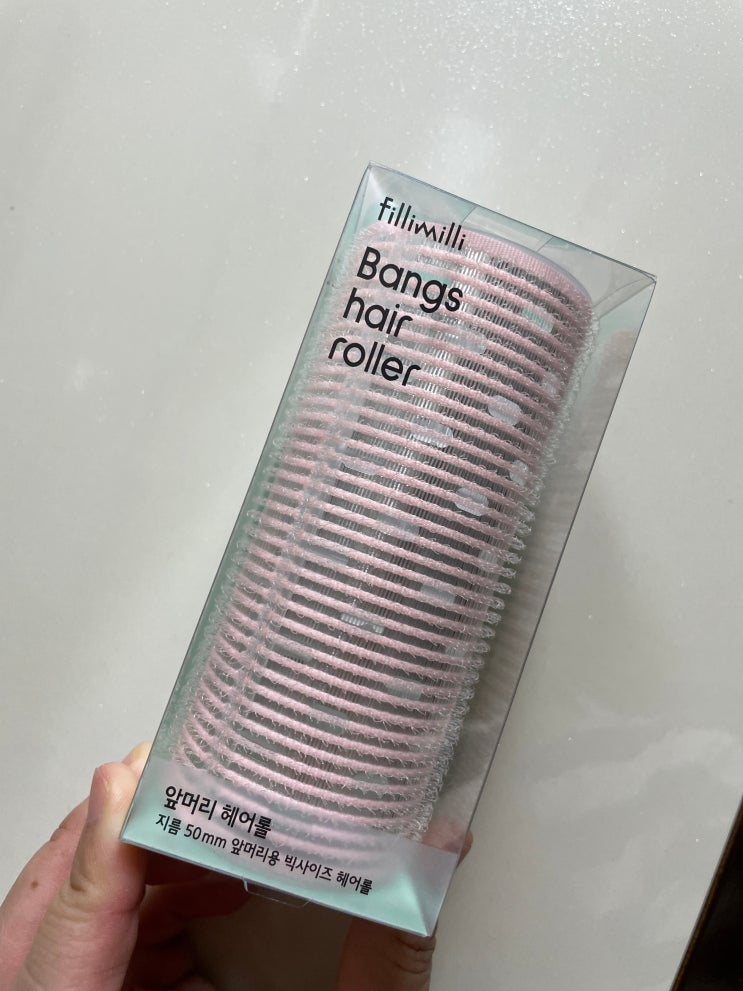 fillimilli
Bangs
hair
roller
앞머리 헤어롤
지름 50mm 앞머리용 빅사이즈 헤어롤